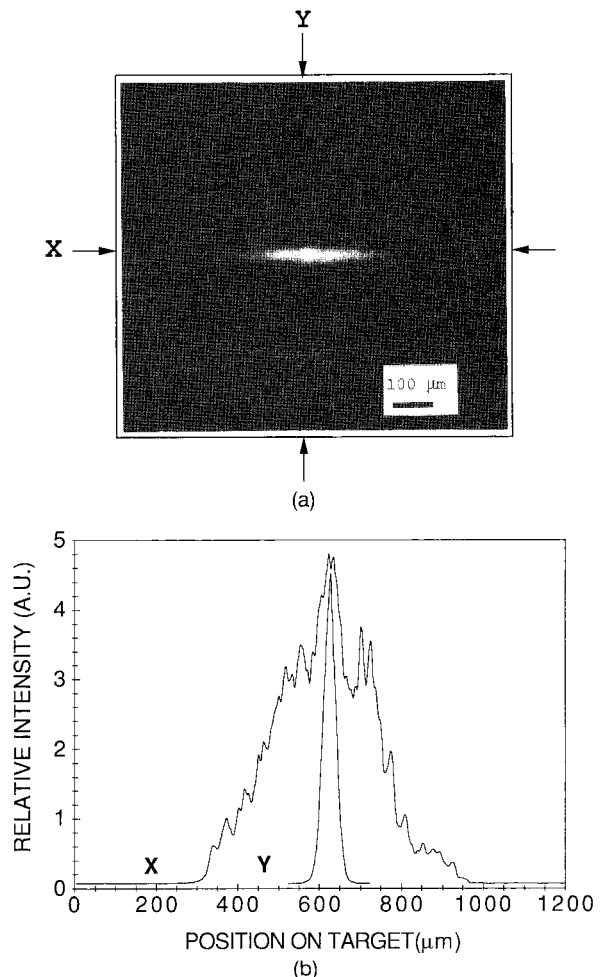 Y
X
100 μm
(a)
RELATIVE INTENSITY (A.U.)
5
4
3
2
1
0
X
Y
0 200 400 600 800 1000 1200
POSITION ON TARGET(μm)
(b)